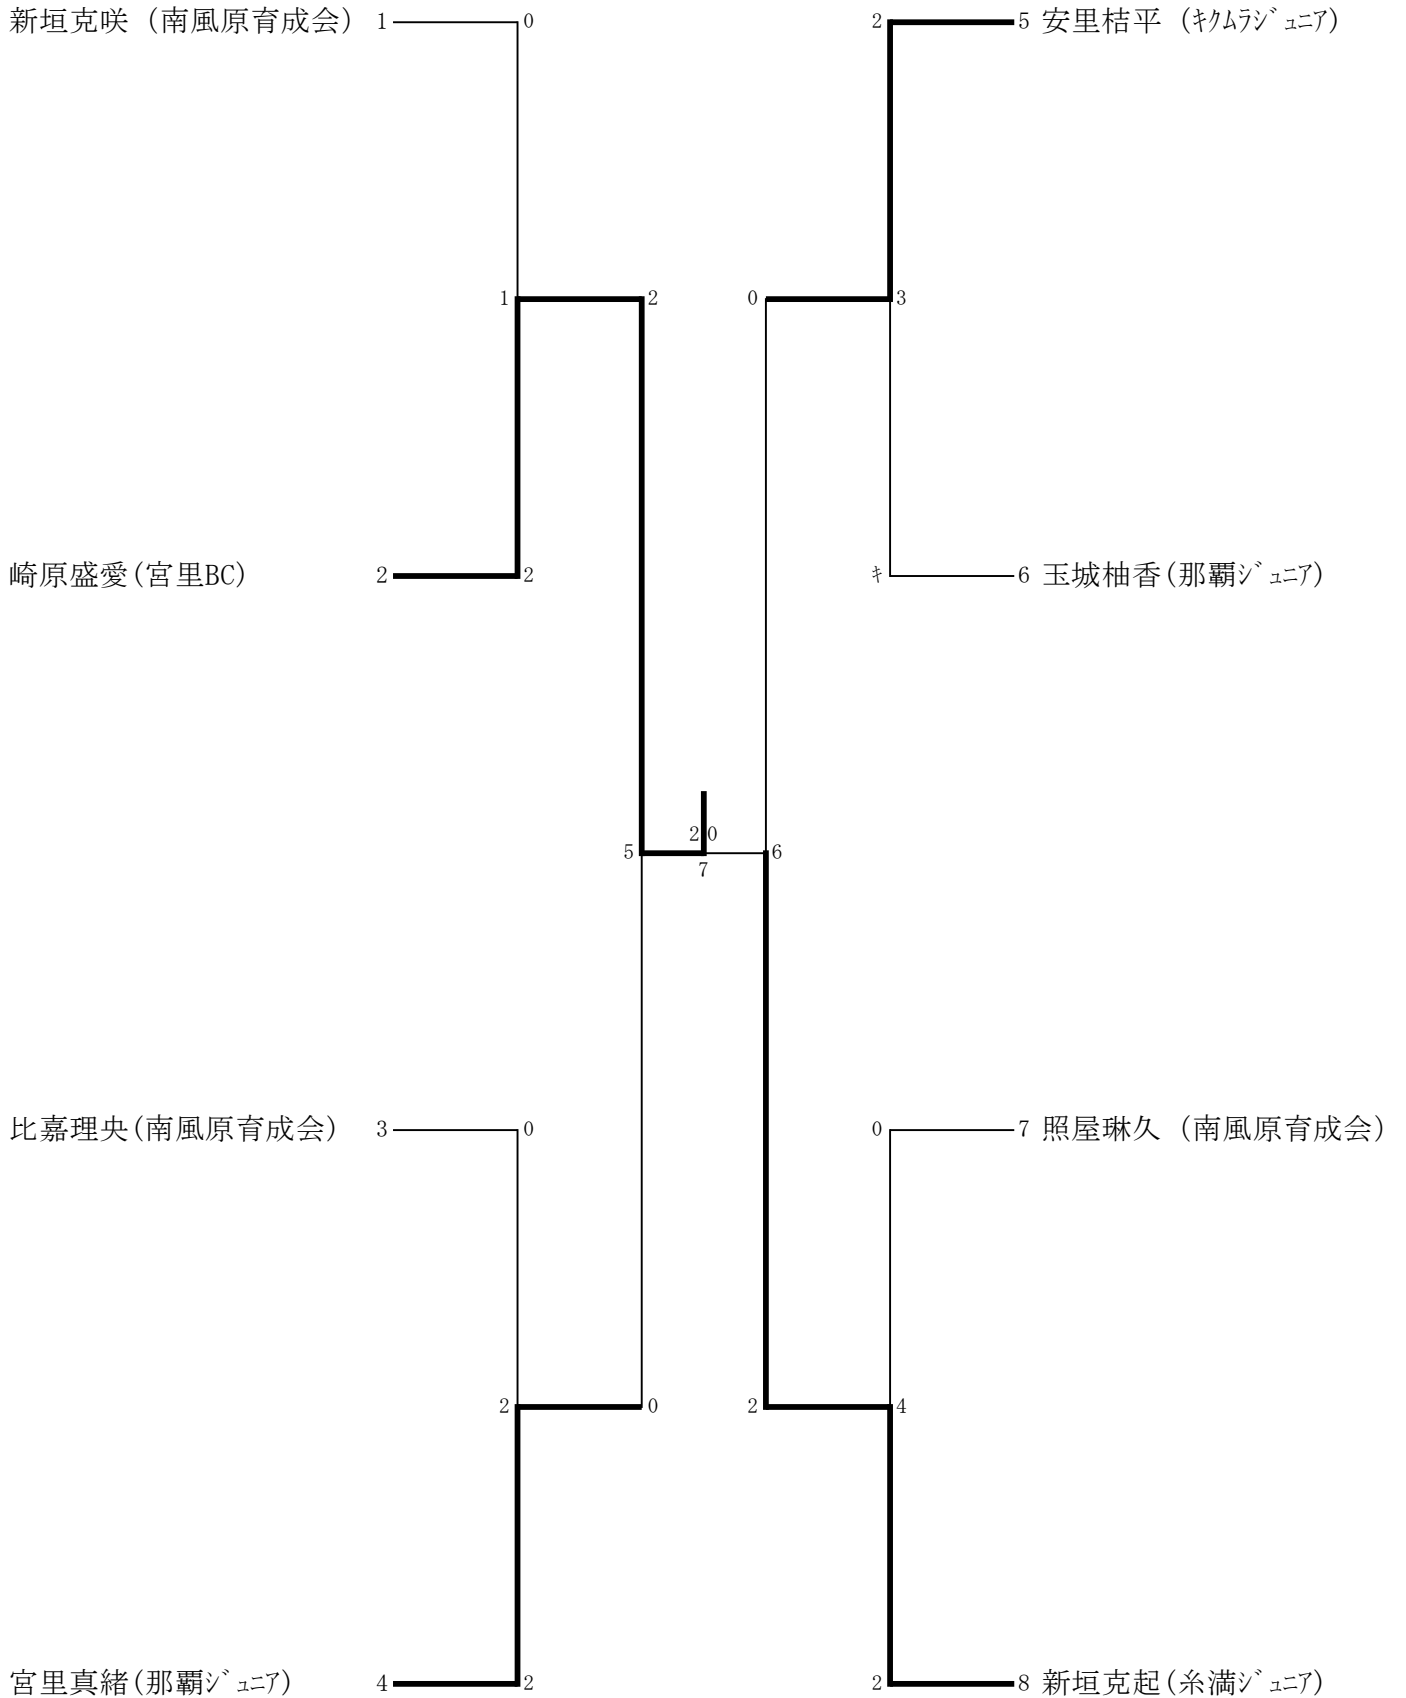 新垣克咲 (南風原育成会) 1 0 2 5 安里桔平 (ｷｸﾑﾗｼﾞｭﾆｱ)
1 2 0 3
崎原盛愛(宮里BC) 2 2 ｷ 6 玉城柚香(那覇ｼﾞｭﾆｱ)
2 0
5 6
7
比嘉理央(南風原育成会) 3 0 0 7 照屋琳久 (南風原育成会)
2 0 2 4
宮里真緒(那覇ｼﾞｭﾆｱ) 4 2 2 8 新垣克起(糸満ｼﾞｭﾆｱ)